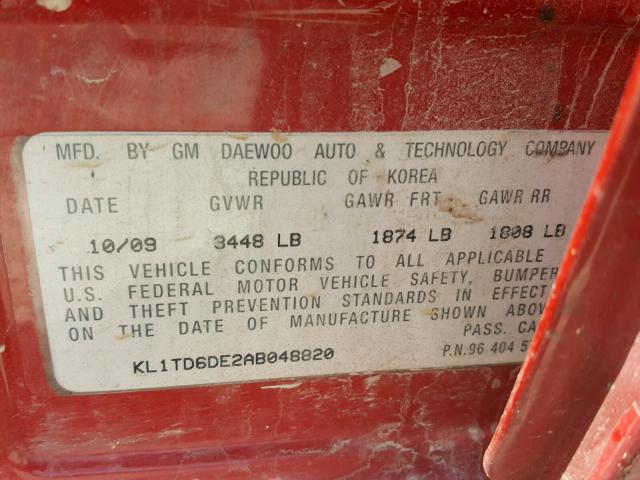 MFD. BY GM DAEWOO AUTO & TECHNOLOGY COMPANY
REPUBLIC OF KOREA
DATE GVWR GAWR FRT GAWR RR
10/09 3448 LB 1874 LB 1808 LB
THIS VEHICLE CONFORMS TO ALL APPLICABLE
U.S. FEDERAL MOTOR VEHICLE SAFETY, BUMPER
AND THEFT PREVENTION STANDARDS IN EFFECT
ON THE DATE OF MANUFACTURE SHOWN ABOVE
PASS. CA
KL1TD6DE2AB048820 P.N.96 404